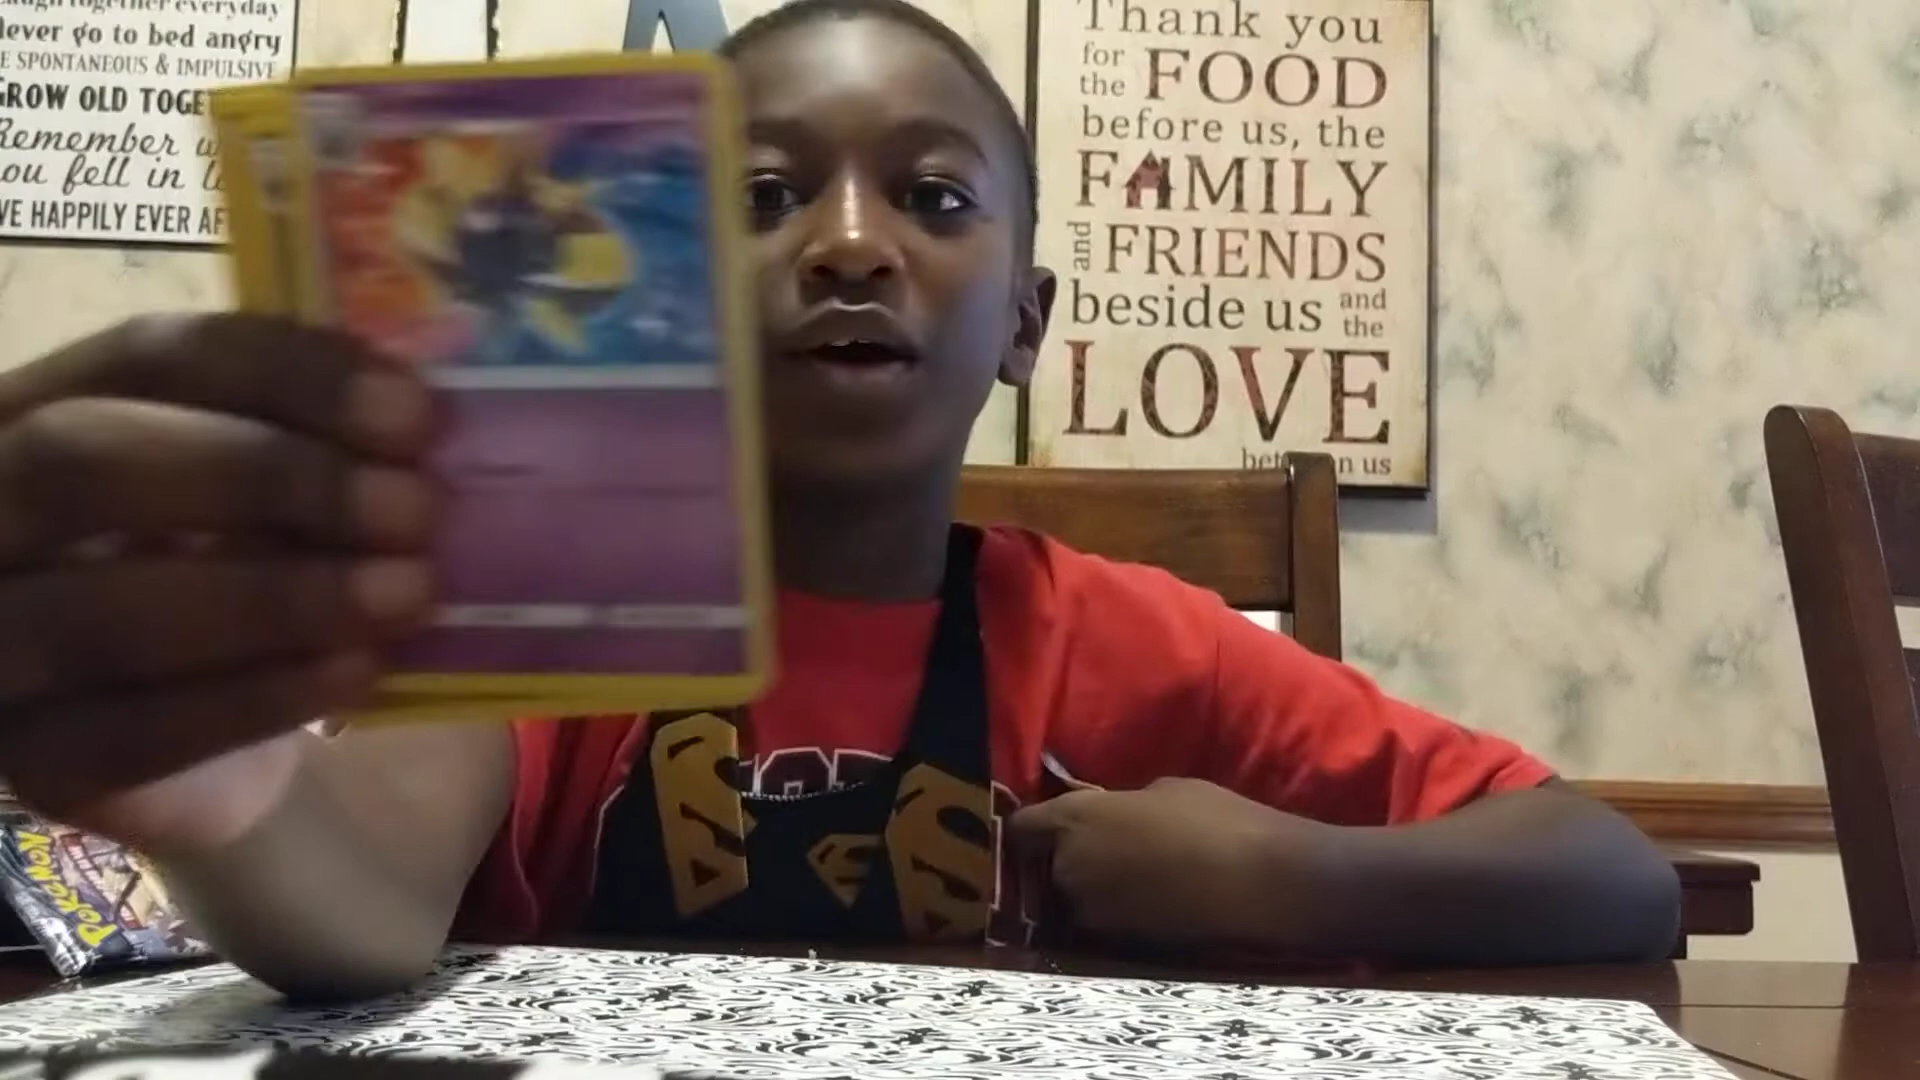 together everyday
Never go to bed angry
E SPONTANEOUS & IMPULSIVE
GROW OLD TOGE
Remember w
ou fell in l
VE HAPPILY EVER AF
Thank you
for
the FOOD
before us, the
FAMILY
and FRIENDS
beside us and
the
LOVE
between us
POKéMON